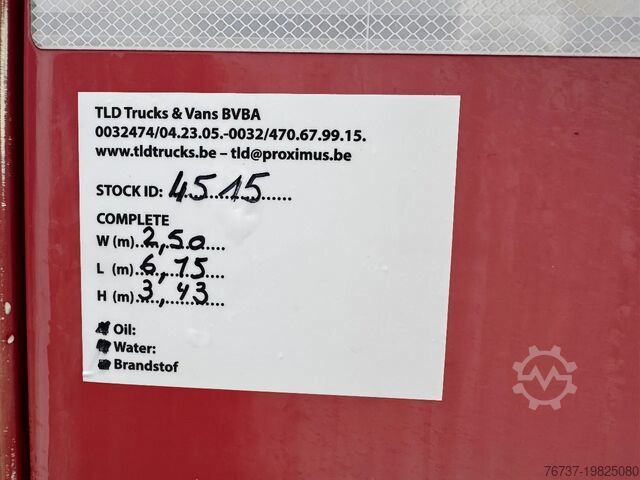 TLD Trucks & Vans BVBA
0032474/04.23.05.-0032/470.67.99.15.
www.tldtrucks.be – tld@proximus.be
STOCK ID: 4515
COMPLETE
W (m) 2,50
L (m) 6,15
H (m) 3,43
Oil:
Water:
Brandstof
76737-19825080